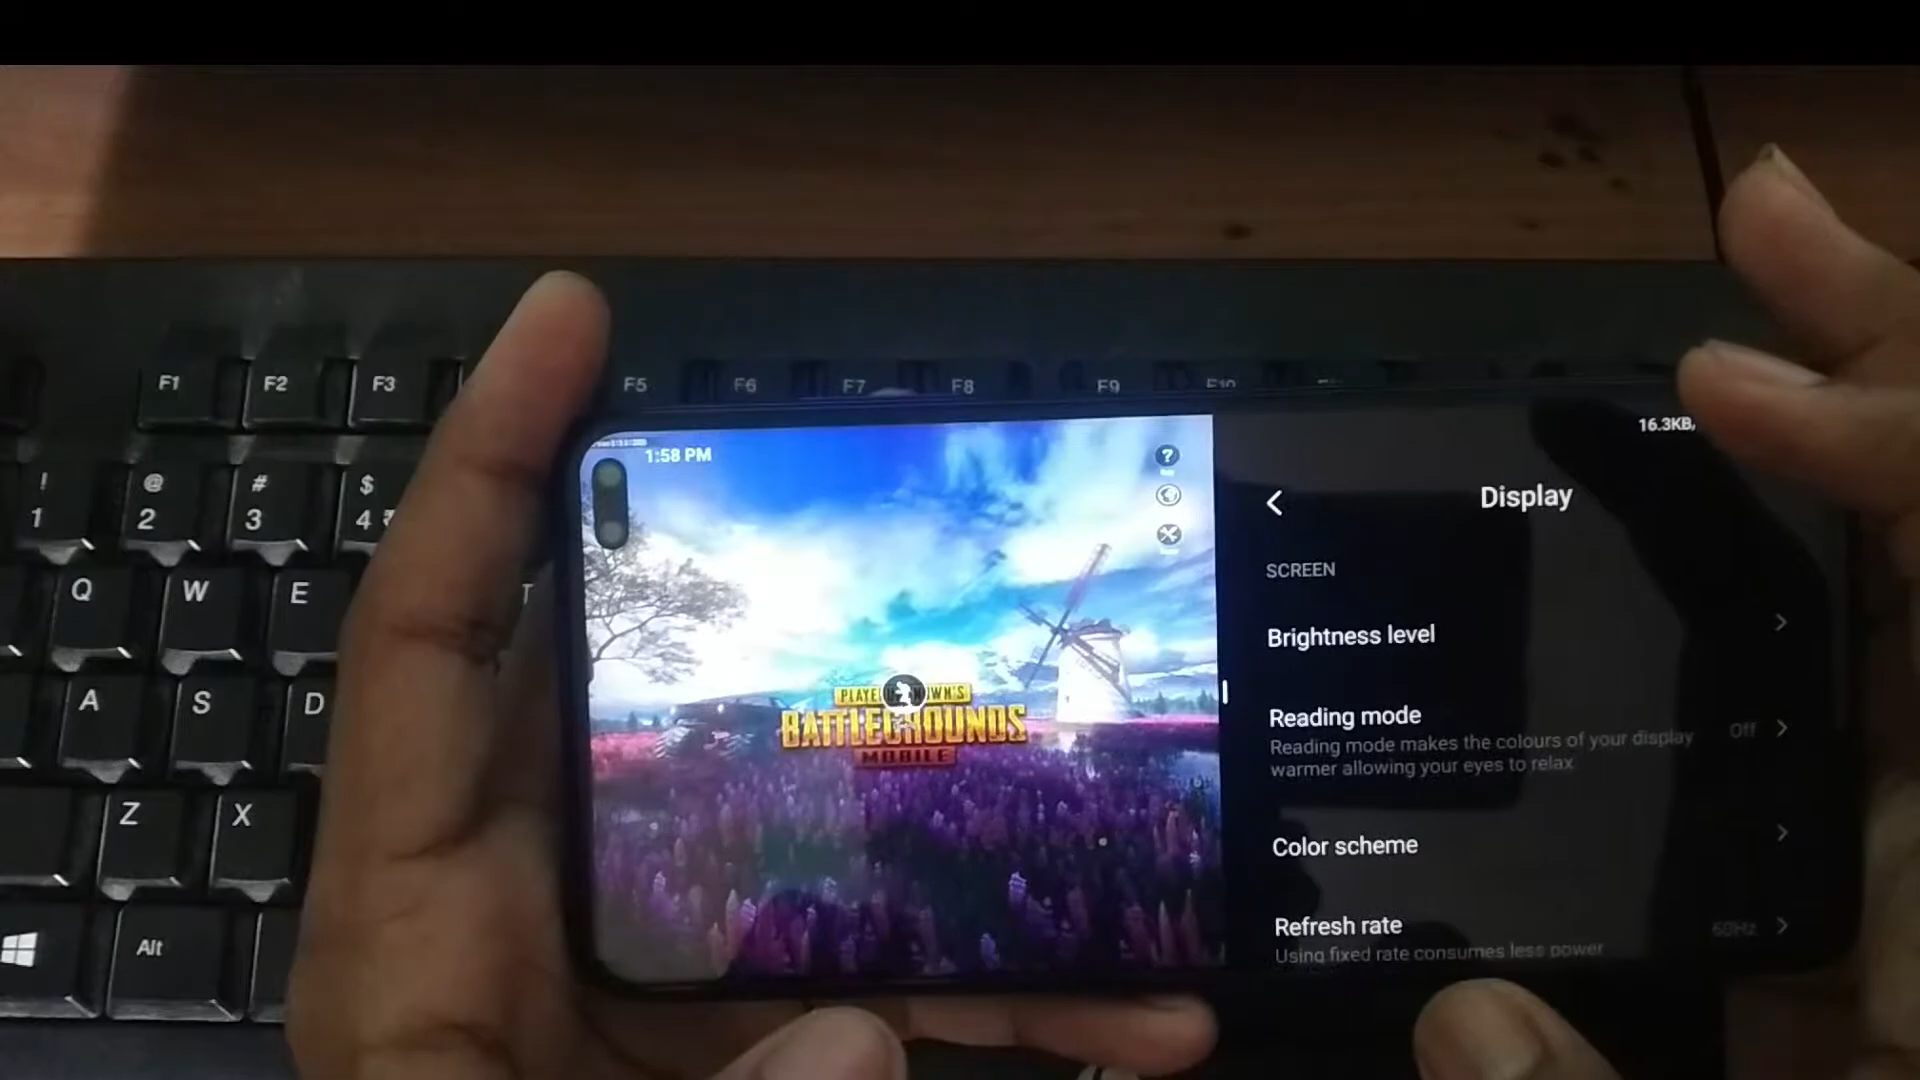 F1 F2 F3 F5 F6 F7 F8 F9 F10
! @ # $
1 2 3 4 ₹
Q W E T
A S D
Z X
Alt
1:58 PM
BATTLEGROUNDS
MOBILE
16.3KB/
Display
SCREEN
Brightness level
Reading mode
Reading mode makes the colours of your display
warmer allowing your eyes to relax
Off
Color scheme
Refresh rate
Using fixed rate consumes less power
60Hz